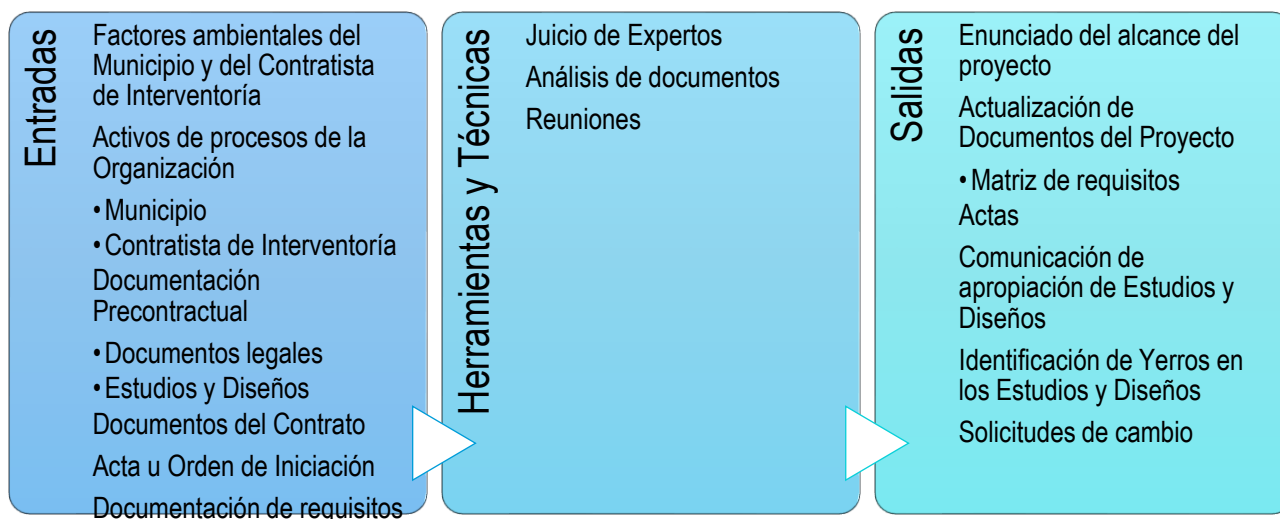 Entradas
Factores ambientales del
Municipio y del Contratista
de Interventoría
Activos de procesos de la
Organización
• Municipio
• Contratista de Interventoría
Documentación
Precontractual
• Documentos legales
• Estudios y Diseños
Documentos del Contrato
Acta u Orden de Iniciación
Documentación de requisitos
Herramientas y Técnicas
Juicio de Expertos
Análisis de documentos
Reuniones
Salidas
Enunciado del alcance del
proyecto
Actualización de
Documentos del Proyecto
• Matriz de requisitos
Actas
Comunicación de
apropiación de Estudios y
Diseños
Identificación de Yerros en
los Estudios y Diseños
Solicitudes de cambio